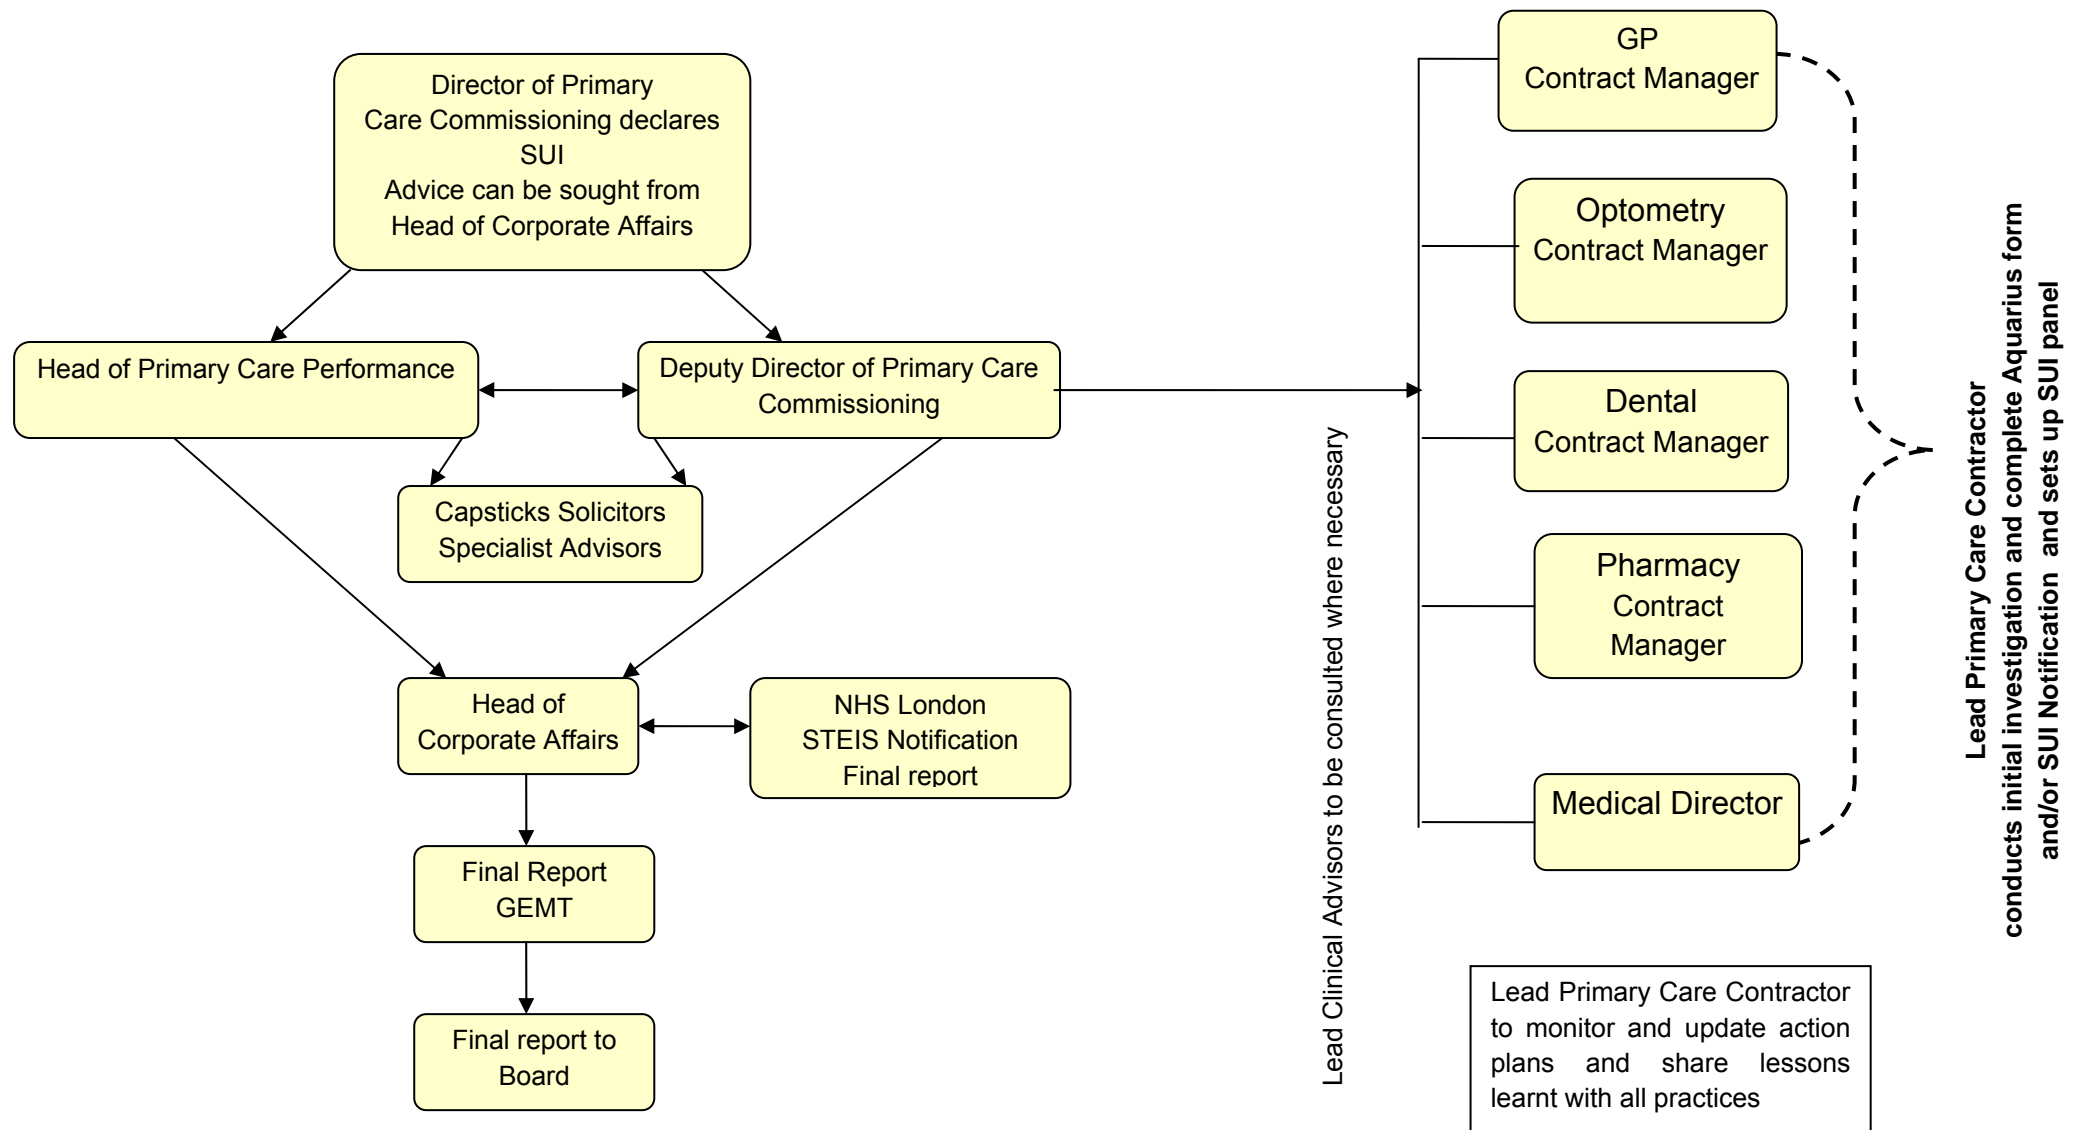 Director of Primary
Care Commissioning declares
SUI
Advice can be sought from
Head of Corporate Affairs
Head of Primary Care Performance
Deputy Director of Primary Care
Commissioning
Capsticks Solicitors
Specialist Advisors
Head of
Corporate Affairs
NHS London
STEIS Notification
Final report
Final Report
GEMT
Final report to
Board
Lead Clinical Advisors to be consulted where necessary
GP
Contract Manager
Optometry
Contract Manager
Dental
Contract Manager
Pharmacy
Contract
Manager
Medical Director
Lead Primary Care Contractor
conducts initial investigation and complete Aquarius form
and/or SUI Notification and sets up SUI panel
Lead Primary Care Contractor
to monitor and update action
plans and share lessons
learnt with all practices